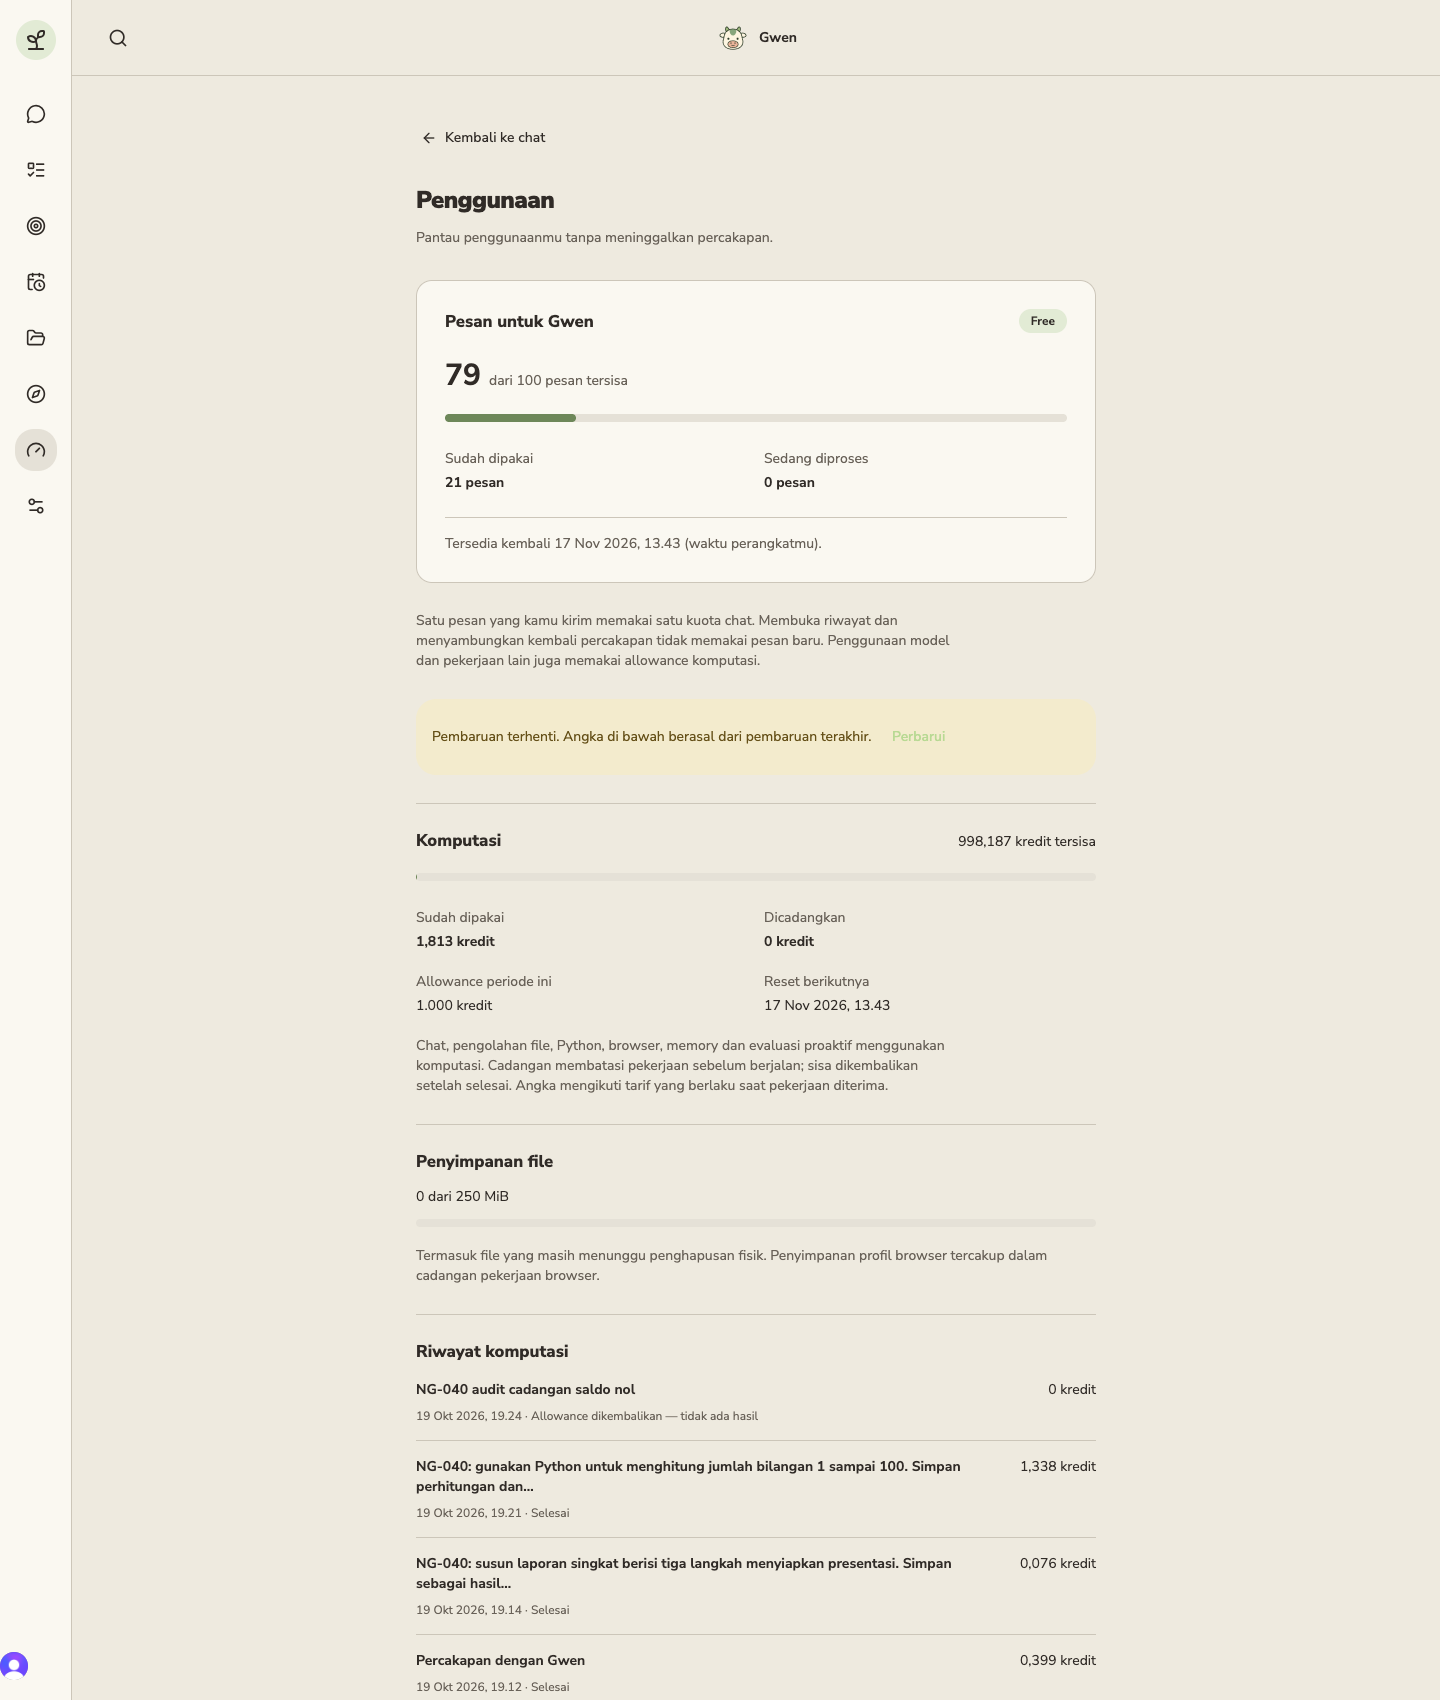 Gwen
Kembali ke chat
Penggunaan
Pantau penggunaanmu tanpa meninggalkan percakapan.
Pesan untuk Gwen
Free
79 dari 100 pesan tersisa
Sudah dipakai
21 pesan
Sedang diproses
0 pesan
Tersedia kembali 17 Nov 2026, 13.43 (waktu perangkatmu).
Satu pesan yang kamu kirim memakai satu kuota chat. Membuka riwayat dan
menyambungkan kembali percakapan tidak memakai pesan baru. Penggunaan model
dan pekerjaan lain juga memakai allowance komputasi.
Pembaruan terhenti. Angka di bawah berasal dari pembaruan terakhir. Perbarui
Komputasi
998,187 kredit tersisa
Sudah dipakai
1,813 kredit
Dicadangkan
0 kredit
Allowance periode ini
1.000 kredit
Reset berikutnya
17 Nov 2026, 13.43
Chat, pengolahan file, Python, browser, memory dan evaluasi proaktif menggunakan
komputasi. Cadangan membatasi pekerjaan sebelum berjalan; sisa dikembalikan
setelah selesai. Angka mengikuti tarif yang berlaku saat pekerjaan diterima.
Penyimpanan file
0 dari 250 MiB
Termasuk file yang masih menunggu penghapusan fisik. Penyimpanan profil browser tercakup dalam
cadangan pekerjaan browser.
Riwayat komputasi
NG-040 audit cadangan saldo nol
0 kredit
19 Okt 2026, 19.24 · Allowance dikembalikan — tidak ada hasil
NG-040: gunakan Python untuk menghitung jumlah bilangan 1 sampai 100. Simpan
perhitungan dan…
1,338 kredit
19 Okt 2026, 19.21 · Selesai
NG-040: susun laporan singkat berisi tiga langkah menyiapkan presentasi. Simpan
sebagai hasil…
0,076 kredit
19 Okt 2026, 19.14 · Selesai
Percakapan dengan Gwen
0,399 kredit
19 Okt 2026, 19.12 · Selesai